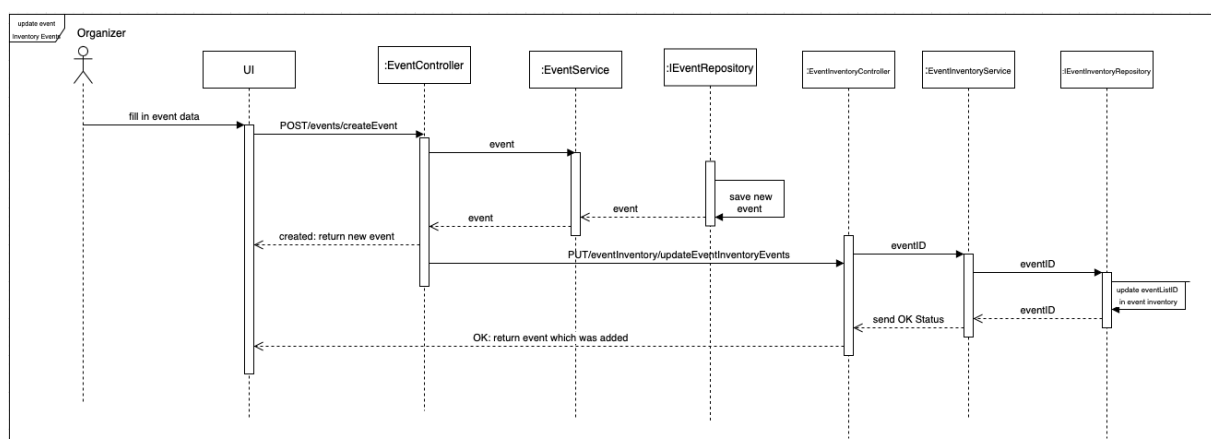 update event
Inventory Events
Organizer
UI
:EventController
:EventService
:IEventRepository
:EventInventoryController
:EventInventoryService
:IEventInventoryRepository
fill in event data
POST/events/createEvent
event
save new
event
event
event
created: return new event
PUT/eventInventory/updateEventInventoryEvents
eventID
eventID
update eventListID
in event inventory
eventID
send OK Status
OK: return event which was added